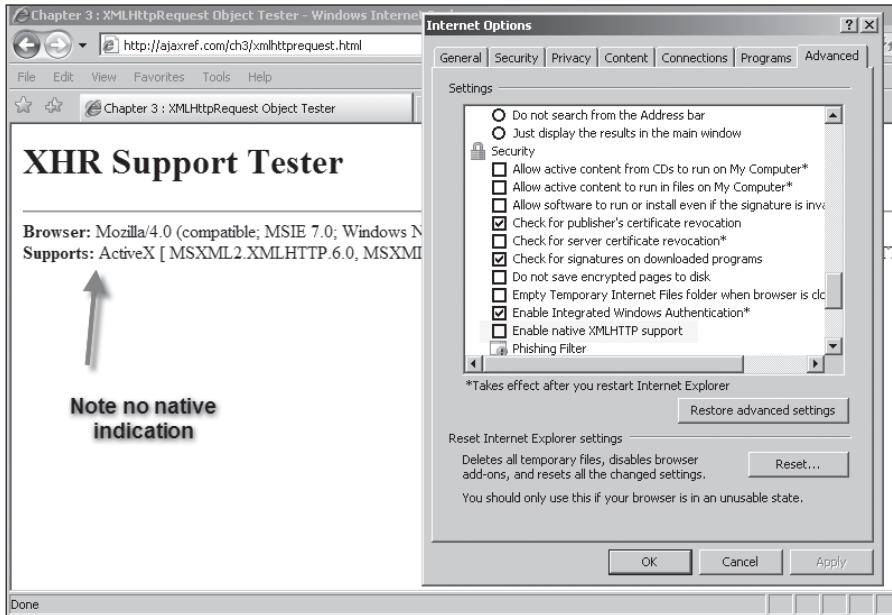 Chapter 3 : XMLHttpRequest Object Tester - Windows Internet
http://ajaxref.com/ch3/xmlhttprequest.html
File Edit View Favorites Tools Help
Chapter 3 : XMLHttpRequest Object Tester
XHR Support Tester
Browser: Mozilla/4.0 (compatible; MSIE 7.0; Windows N
Supports: ActiveX [ MSXML2.XMLHTTP.6.0, MSXML
Note no native
indication
Done
Internet Options
General Security Privacy Content Connections Programs Advanced
Settings
Do not search from the Address bar
Just display the results in the main window
Security
Allow active content from CDs to run on My Computer*
Allow active content to run in files on My Computer*
Allow software to run or install even if the signature is inva
Check for publisher's certificate revocation
Check for server certificate revocation*
Check for signatures on downloaded programs
Do not save encrypted pages to disk
Empty Temporary Internet Files folder when browser is clo
Enable Integrated Windows Authentication*
Enable native XMLHTTP support
Phishing Filter
*Takes effect after you restart Internet Explorer
Restore advanced settings
Reset Internet Explorer settings
Deletes all temporary files, disables browser
add-ons, and resets all the changed settings.
Reset...
You should only use this if your browser is in an unusable state.
OK Cancel Apply